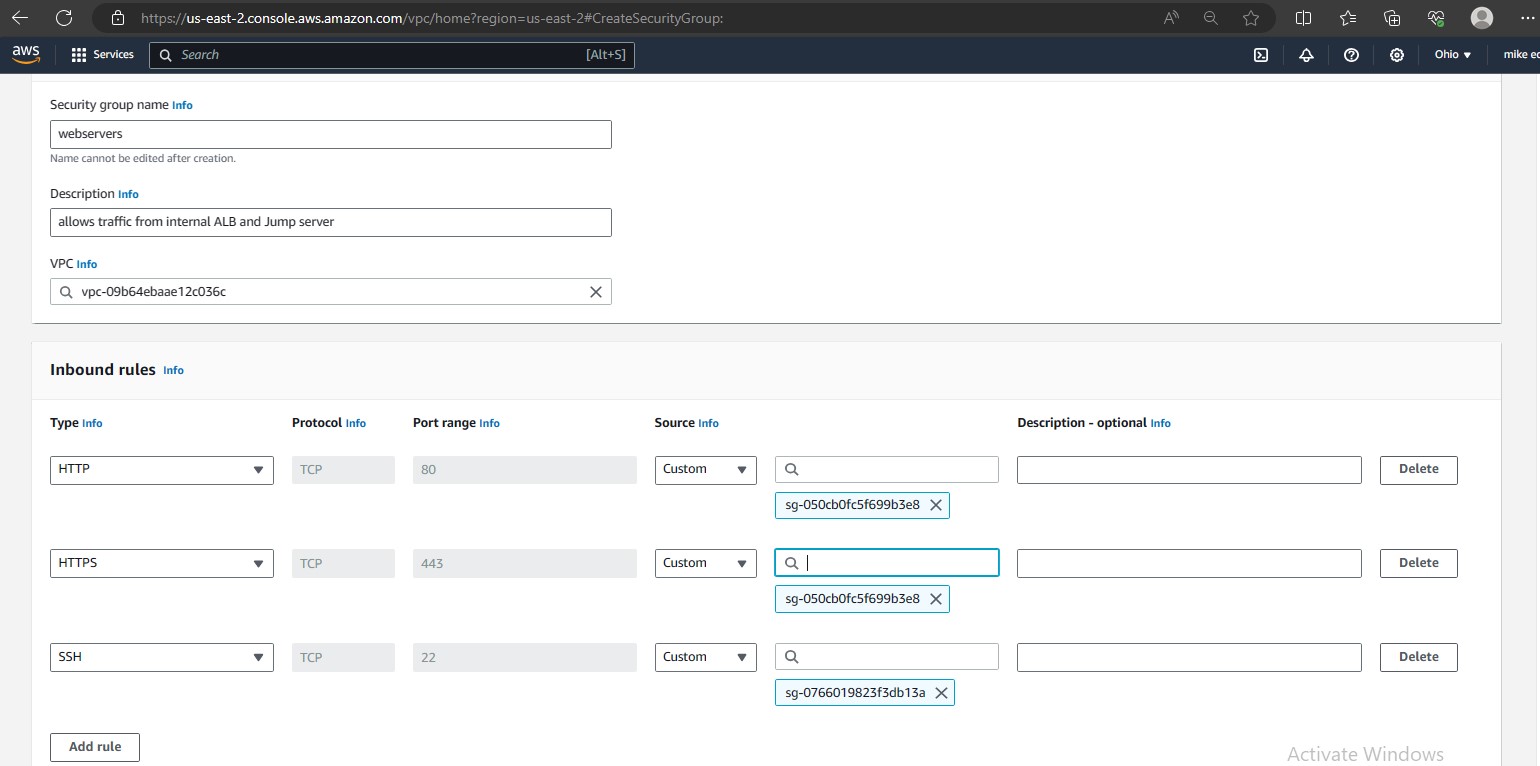 https://us-east-2.console.aws.amazon.com/vpc/home?region=us-east-2#CreateSecurityGroup:
aws Services Search [Alt+S] Ohio mike
Security group name Info
webservers
Name cannot be edited after creation.
Description Info
allows traffic from internal ALB and Jump server
VPC Info
vpc-09b64ebaae12c036c
Inbound rules Info
Type Info Protocol Info Port range Info Source Info Description - optional Info
HTTP TCP 80 Custom Delete
sg-050cb0fc5f699b3e8
HTTPS TCP 443 Custom Delete
sg-050cb0fc5f699b3e8
SSH TCP 22 Custom Delete
sg-0766019823f3db13a
Add rule
Activate Windows